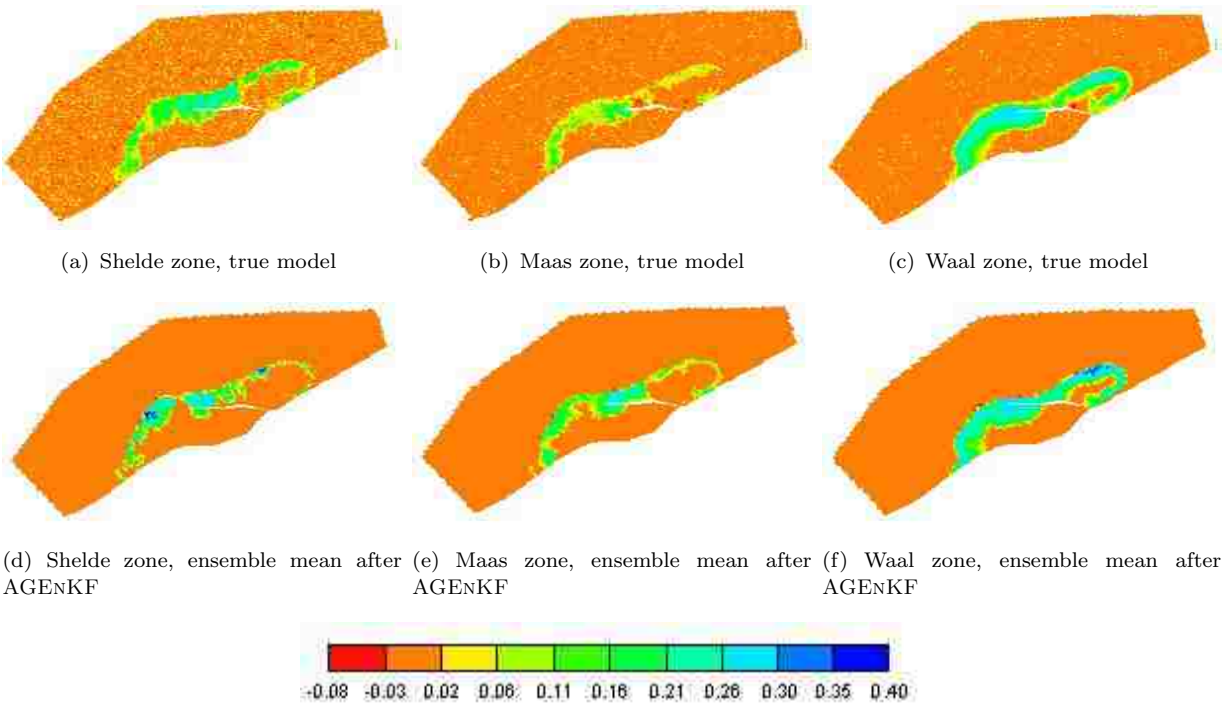 (a) Shelde zone, true model
(b) Maas zone, true model
(c) Waal zone, true model
(d) Shelde zone, ensemble mean after AGENKF
(e) Maas zone, ensemble mean after AGENKF
(f) Waal zone, ensemble mean after AGENKF
-0.08 -0.03 0.02 0.06 0.11 0.16 0.21 0.26 0.30 0.35 0.40